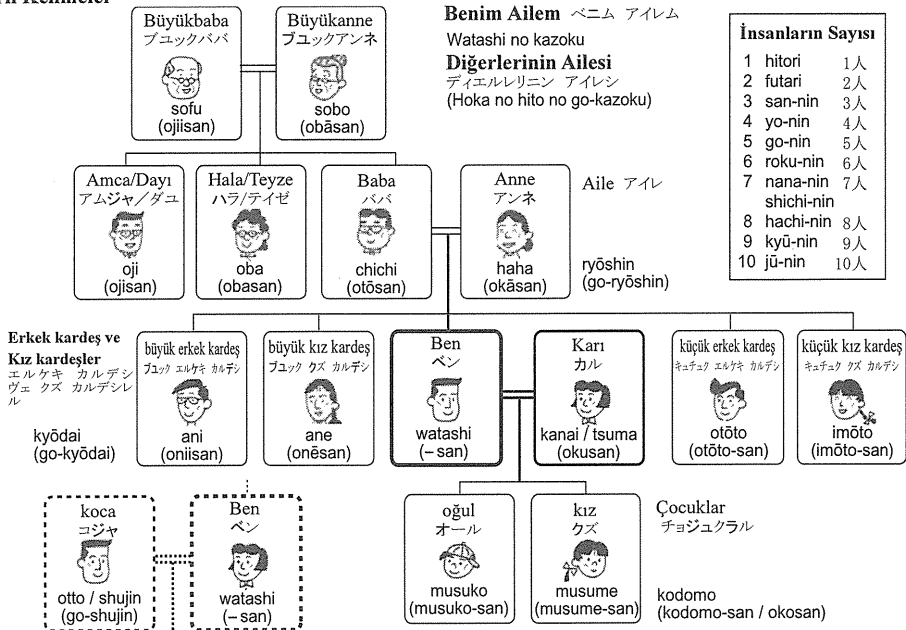 Kelimeler
Büyükbaba
ブユックババ
sofu
(ojiisan)
Büyükanne
ブユックアンネ
sobo
(obāsan)
Benim Ailem ベニム アイレム
Watashi no kazoku
Diğerlerinin Ailesi
ディエルレリニン アイレシ
(Hoka no hito no go-kazoku)
İnsanların Sayısı
1 hitori 1人
2 futari 2人
3 san-nin 3人
4 yo-nin 4人
5 go-nin 5人
6 roku-nin 6人
7 nana-nin 7人
shichi-nin
8 hachi-nin 8人
9 kyū-nin 9人
10 jū-nin 10人
Amca/Dayı
アムジャ／ダユ
oji
(ojisan)
Hala/Teyze
ハラ/テイゼ
oba
(obasan)
Baba
ババ
chichi
(otōsan)
Anne
アンネ
haha
(okāsan)
Aile アイレ
ryōshin
(go-ryōshin)
Erkek kardeş ve
Kız kardeşler
エルケキ カルデシ
ヴェ クズ カルデシレ
ル
kyōdai
(go-kyōdai)
büyük erkek kardeş
ブユック エルケキ カルデシ
ani
(oniisan)
büyük kız kardeş
ブユック クズ カルデシ
ane
(onēsan)
Ben
ベン
watashi
(– san)
Karı
カル
kanai / tsuma
(okusan)
küçük erkek kardeş
キュチュク エルケキ カルデシ
otōto
(otōto-san)
küçük kız kardeş
キュチュク クズ カルデシ
imōto
(imōto-san)
koca
コジャ
otto / shujin
(go-shujin)
Ben
ベン
watashi
(– san)
oğul
オール
musuko
(musuko-san)
kız
クズ
musume
(musume-san)
Çocuklar
チョジュクラル
kodomo
(kodomo-san / okosan)